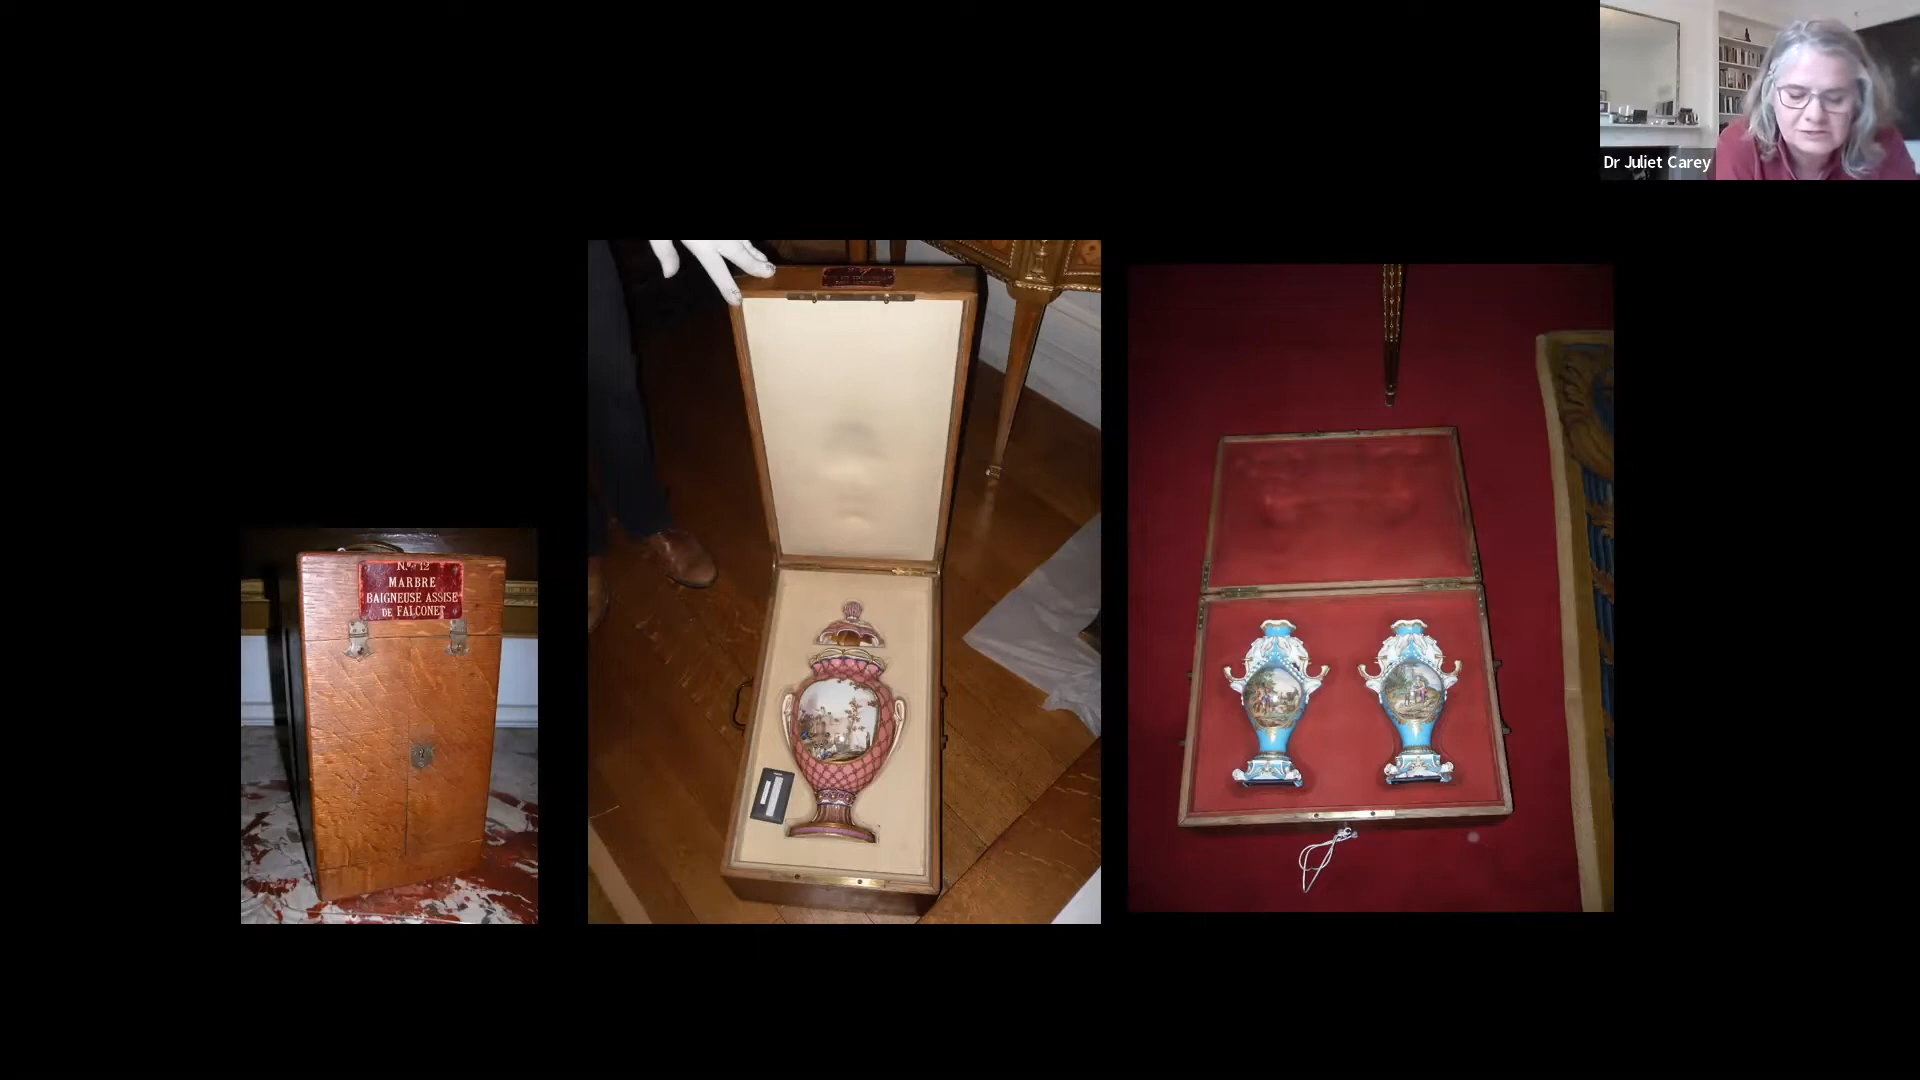 Dr Juliet Carey
N.º 12
MARBRE
BAIGNEUSE ASSISE
DE FALCONET